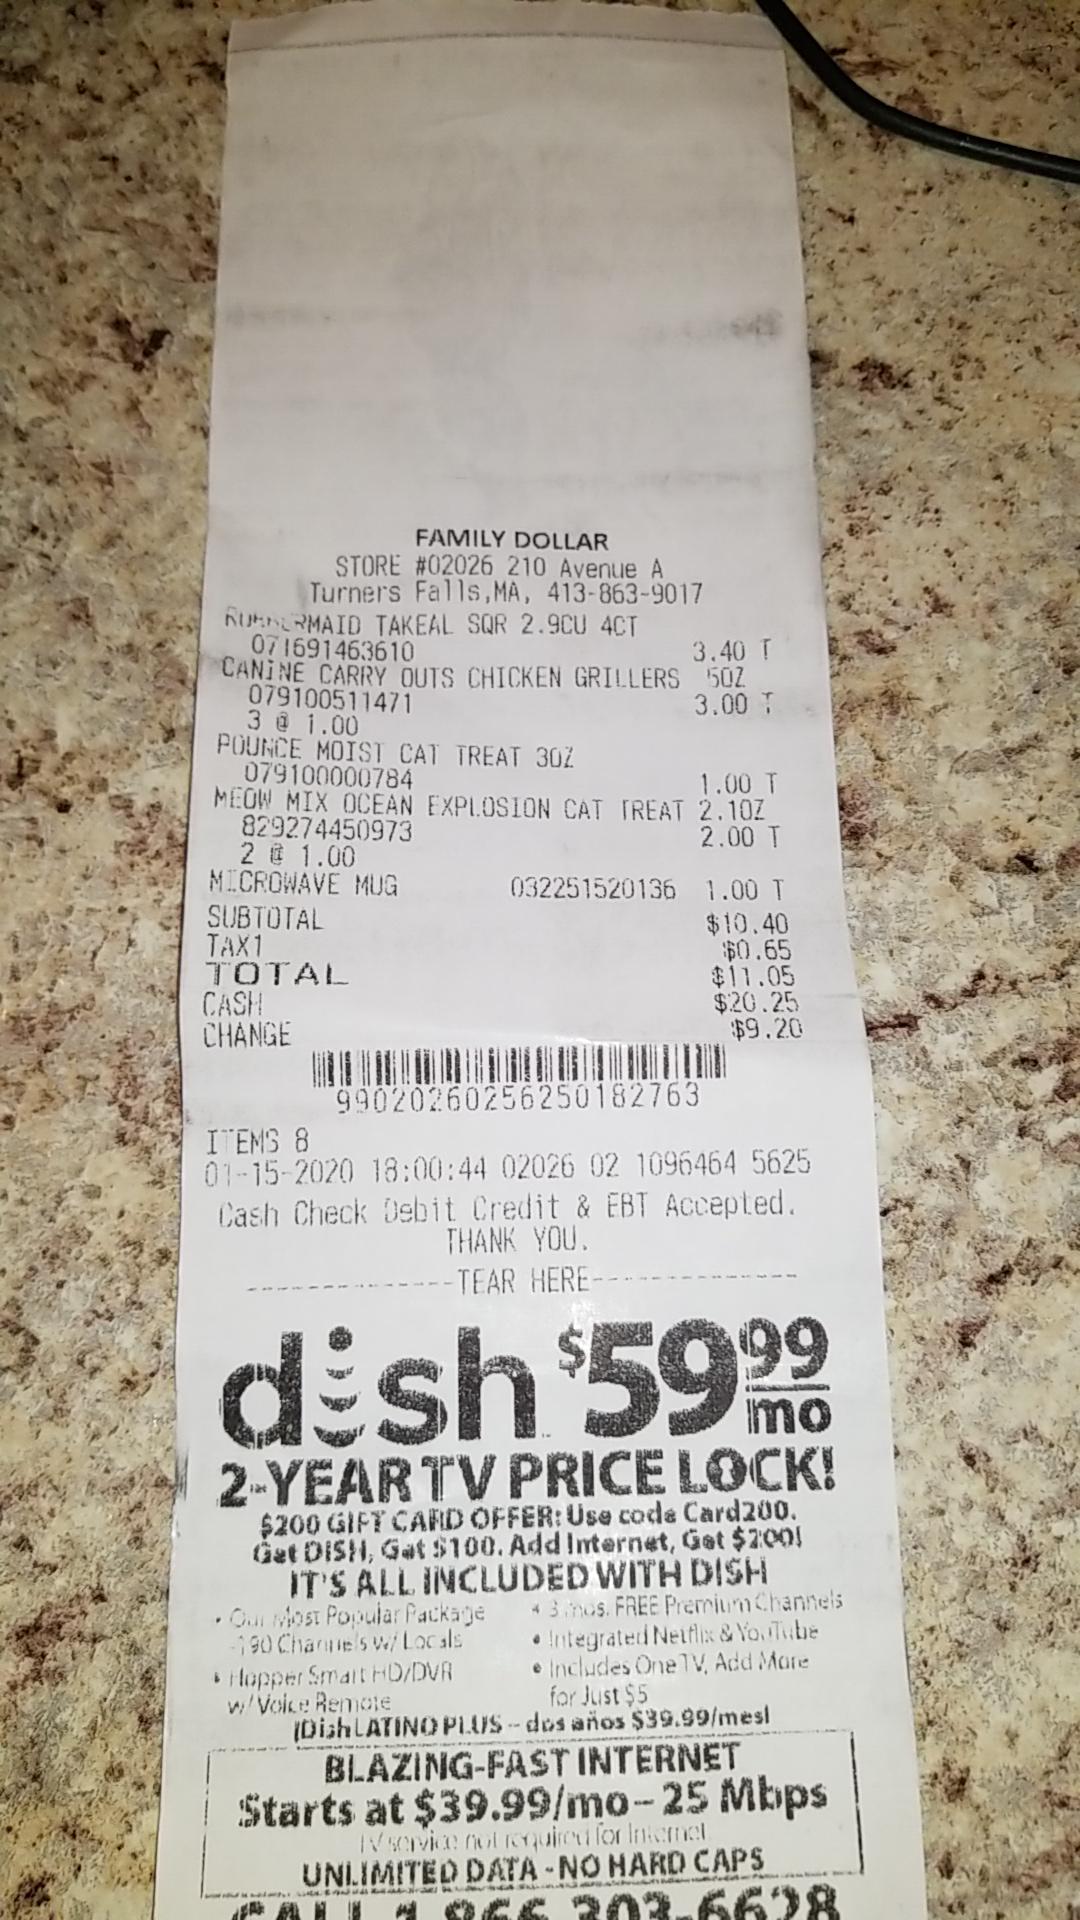 FAMILY DOLLAR
STORE #02026 210 Avenue A
Turners Falls,MA, 413-863-9017
RUBBERMAID TAKEAL SQR 2.9CU 4CT
071691463610 3.40 T
CANINE CARRY OUTS CHICKEN GRILLERS 5OZ
079100511471 3.00 T
3 @ 1.00
POUNCE MOIST CAT TREAT 3OZ
079100000784 1.00 T
MEOW MIX OCEAN EXPLOSION CAT TREAT 2.1OZ
829274450973 2.00 T
2 @ 1.00
MICROWAVE MUG 032251520136 1.00 T
SUBTOTAL $10.40
TAX1 $0.65
TOTAL $11.05
CASH $20.25
CHANGE $9.20
99020260256250182763
ITEMS 8
01-15-2020 18:00:44 02026 02 1096464 5625
Cash Check Debit Credit & EBT Accepted.
THANK YOU.
-------------TEAR HERE-------------
dish $59 99 mo
2-YEAR TV PRICE LOCK!
$200 GIFT CARD OFFER: Use code Card200.
Get DISH, Get $100. Add Internet, Get $200!
IT'S ALL INCLUDED WITH DISH
• Our Most Popular Package • 3 mos. FREE Premium Channels
-190 Channels w/ Locals • Integrated Netflix & YouTube
• Hopper Smart HD/DVR • Includes One TV, Add More
w/ Voice Remote for Just $5
¡DishLATINO PLUS – dos años $39.99/mes!
BLAZING-FAST INTERNET
Starts at $39.99/mo – 25 Mbps
TV service not required for Internet
UNLIMITED DATA - NO HARD CAPS
CALL 1.866.303.6628